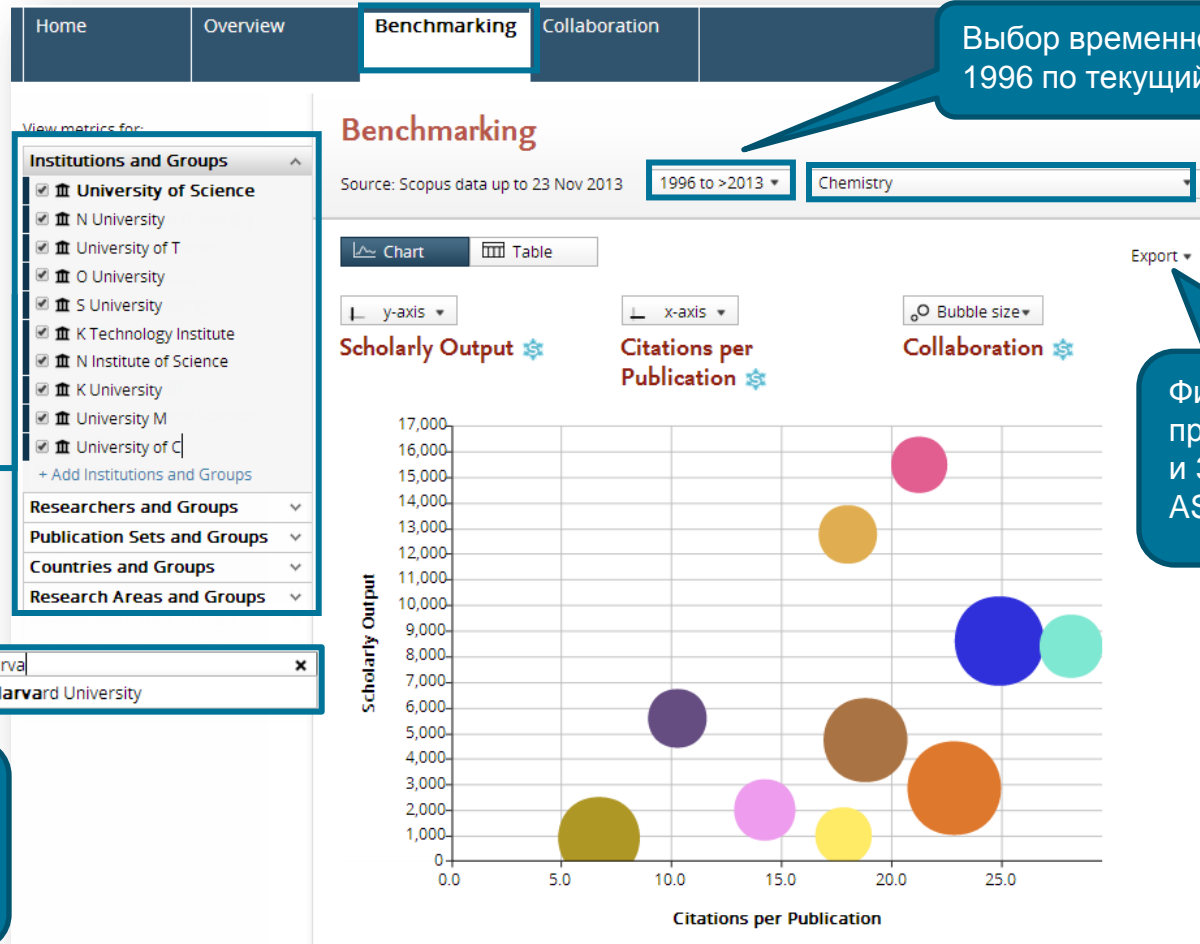 Home Overview Benchmarking Collaboration
Выбор
1996 по текущий
View metrics for:
Institutions and Groups
University of Science
N University
University of T
O University
S University
K Technology Institute
N Institute of Science
K University
University M
University of C
+ Add Institutions and Groups
Researchers and Groups
Publication Sets and Groups
Countries and Groups
Research Areas and Groups
Harvard University
Benchmarking
Source: Scopus data up to 23 Nov 2013 1996 to >2013 Chemistry
Chart Table
Export
y-axis x-axis Bubble size
Scholarly Output Citations per Collaboration
Publication
и
17,000
16,000
15,000
14,000
13,000
12,000
11,000
10,000
9,000
8,000
7,000
6,000
5,000
4,000
3,000
2,000
1,000
0
Scholarly Output
0.0 5.0 10.0 15.0 20.0 25.0
Citations per Publication